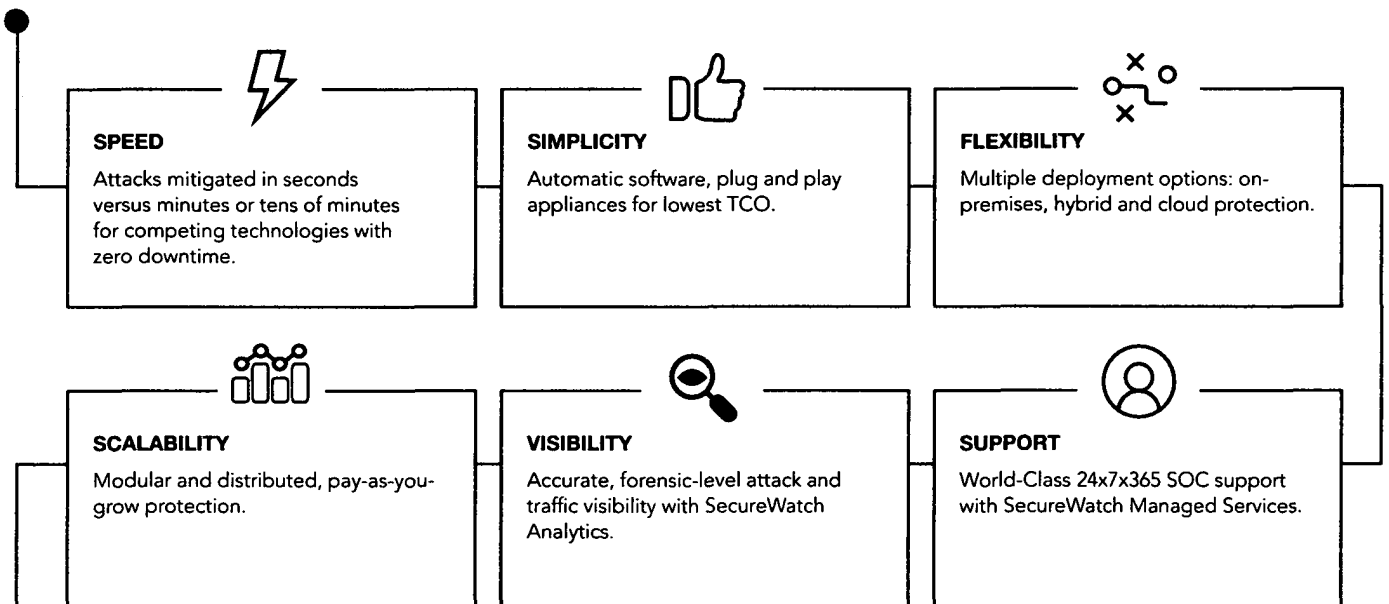 SPEED
Attacks mitigated in seconds
versus minutes or tens of minutes
for competing technologies with
zero downtime.
SIMPLICITY
Automatic software, plug and play
appliances for lowest TCO.
FLEXIBILITY
Multiple deployment options: on-
premises, hybrid and cloud protection.
SCALABILITY
Modular and distributed, pay-as-you-
grow protection.
VISIBILITY
Accurate, forensic-level attack and
traffic visibility with SecureWatch
Analytics.
SUPPORT
World-Class 24x7x365 SOC support
with SecureWatch Managed Services.